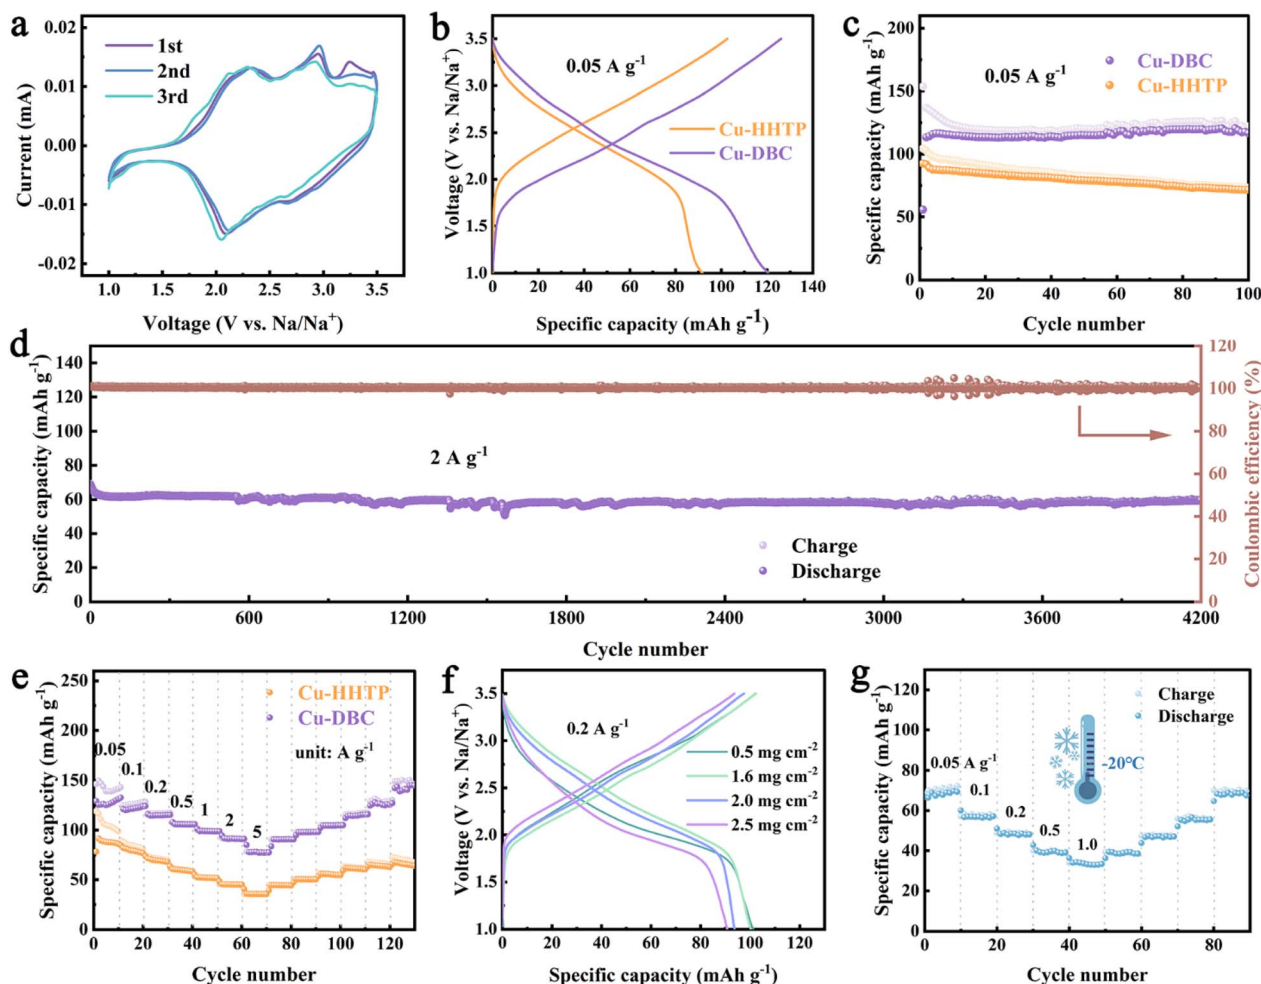 a
1st
2nd
3rd
0.02
0.01
0.00
-0.01
-0.02
Current (mA)
1.0 1.5 2.0 2.5 3.0 3.5
Voltage (V vs. Na/Na+)
b
0.05 A g-1
Cu-HHTP
Cu-DBC
3.5
3.0
2.5
2.0
1.5
1.0
Voltage (V vs. Na/Na+)
0 20 40 60 80 100 120 140
Specific capacity (mAh g-1)
c
0.05 A g-1
Cu-DBC
Cu-HHTP
200
150
100
50
0
Specific capacity (mAh g-1)
0 20 40 60 80 100
Cycle number
d
140
120
100
80
60
40
20
0
Specific capacity (mAh g-1)
2 A g-1
Charge
Discharge
120
100
80
60
40
20
0
Coulombic efficiency (%)
0 600 1200 1800 2400 3000 3600 4200
Cycle number
e
Cu-HHTP
Cu-DBC
unit: A g-1
0.05
0.1
0.2
0.5
1
2
5
250
200
150
100
50
0
Specific capacity (mAh g-1)
0 20 40 60 80 100 120
Cycle number
f
0.2 A g-1
0.5 mg cm-2
1.6 mg cm-2
2.0 mg cm-2
2.5 mg cm-2
3.5
3.0
2.5
2.0
1.5
1.0
Voltage (V vs. Na/Na+)
0 20 40 60 80 100 120
Specific capacity (mAh g-1)
g
Charge
Discharge
-20°C
0.05 A g-1
0.1
0.2
0.5
1.0
120
100
80
60
40
20
0
Specific capacity (mAh g-1)
0 20 40 60 80
Cycle number